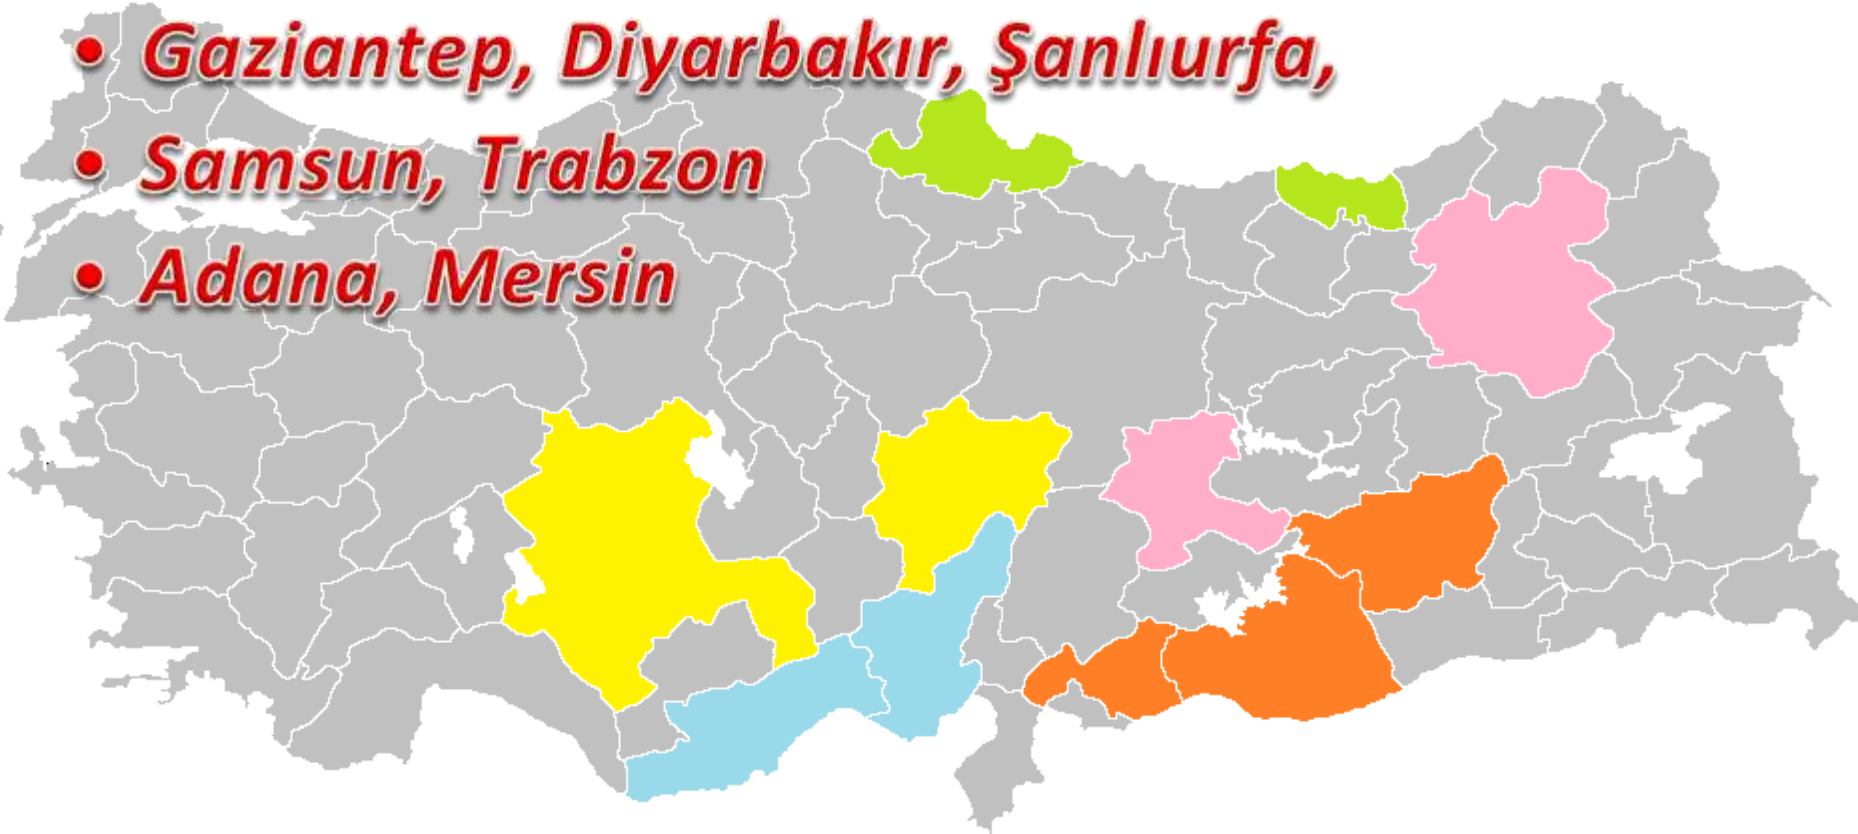 • Gaziantep, Diyarbakır, Şanlıurfa,
• Samsun, Trabzon
• Adana, Mersin